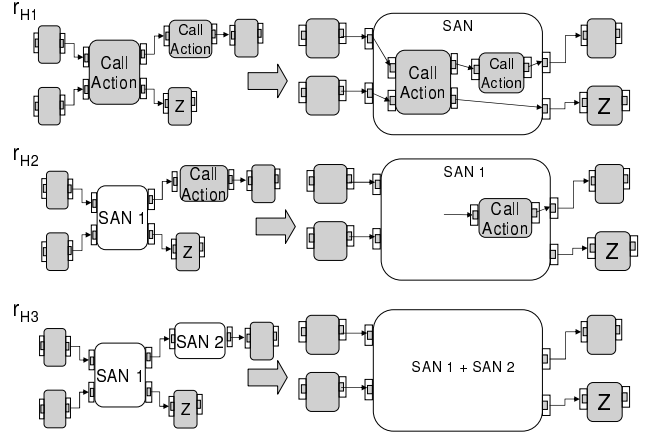 rH1
Call
Action
Call
Action
Z
SAN
Call
Action
Call
Action
Z
rH2
SAN 1
Call
Action
Z
SAN 1
Call
Action
Z
rH3
SAN 1
SAN 2
Z
SAN 1 + SAN 2
Z